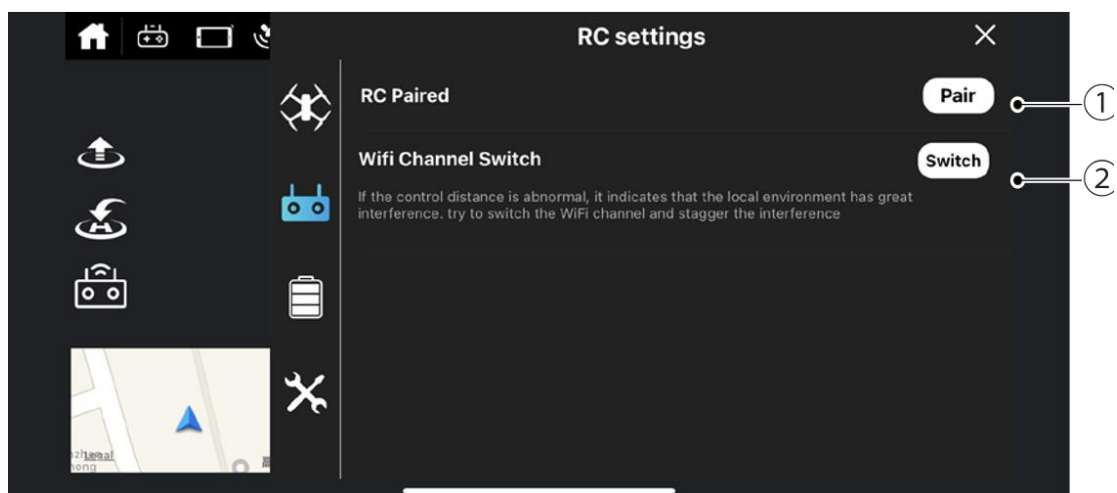 RC settings
RC Paired
Pair
①
Wifi Channel Switch
Switch
②
If the control distance is abnormal, it indicates that the local environment has great
interference. try to switch the WiFi channel and stagger the interference
Legal